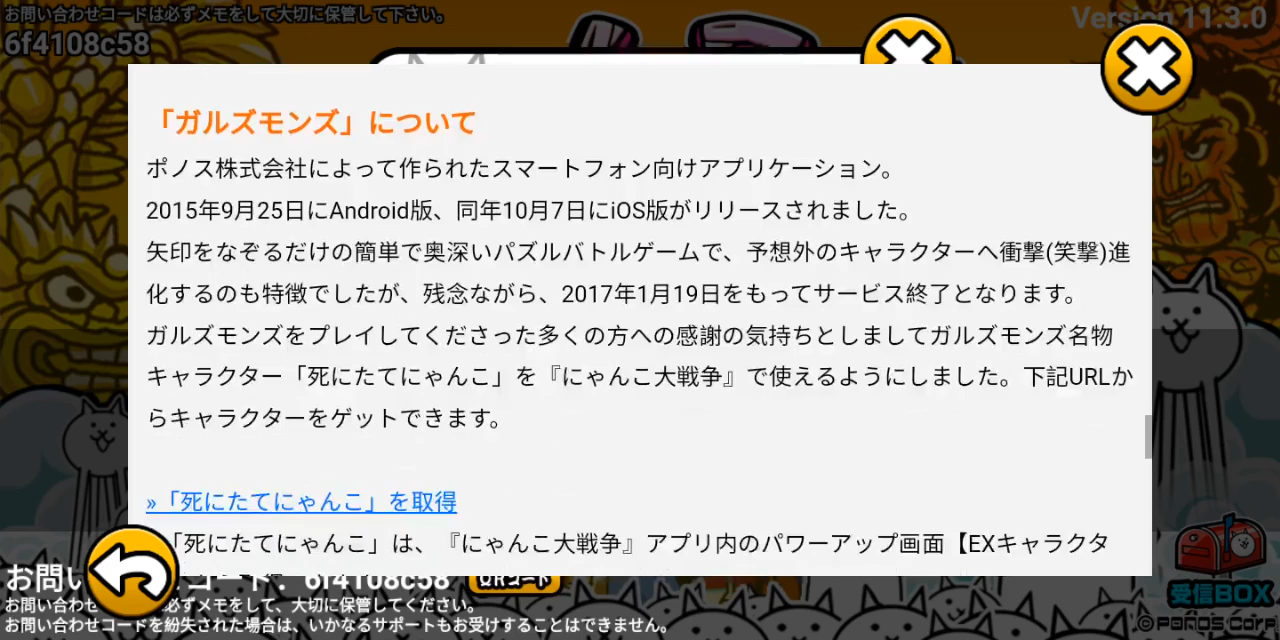 お問い合わせコードは必ずメモをして大切に保管して下さい。
6f4108c58
Version 11.3.0
「ガルズモンズ」について
ポノス株式会社によって作られたスマートフォン向けアプリケーション。
2015年9月25日にAndroid版、同年10月7日にiOS版がリリースされました。
矢印をなぞるだけの簡単で奥深いパズルバトルゲームで、予想外のキャラクターへ衝撃(笑撃)進
化するのも特徴でしたが、残念ながら、2017年1月19日をもってサービス終了となります。
ガルズモンズをプレイしてくださった多くの方への感謝の気持ちとしましてガルズモンズ名物
キャラクター「死にたてにゃんこ」を『にゃんこ大戦争』で使えるようにしました。下記URLか
らキャラクターをゲットできます。
»「死にたてにゃんこ」を取得
「死にたてにゃんこ」は、『にゃんこ大戦争』アプリ内のパワーアップ画面【EXキャラクタ
お問い コード：6f4108c58 QRコード
お問い合わせ 必ずメモをして、大切に保管してください。
お問い合わせコードを紛失された場合は、いかなるサポートもお受けすることはできません。
受信BOX
©PONOS Corp.